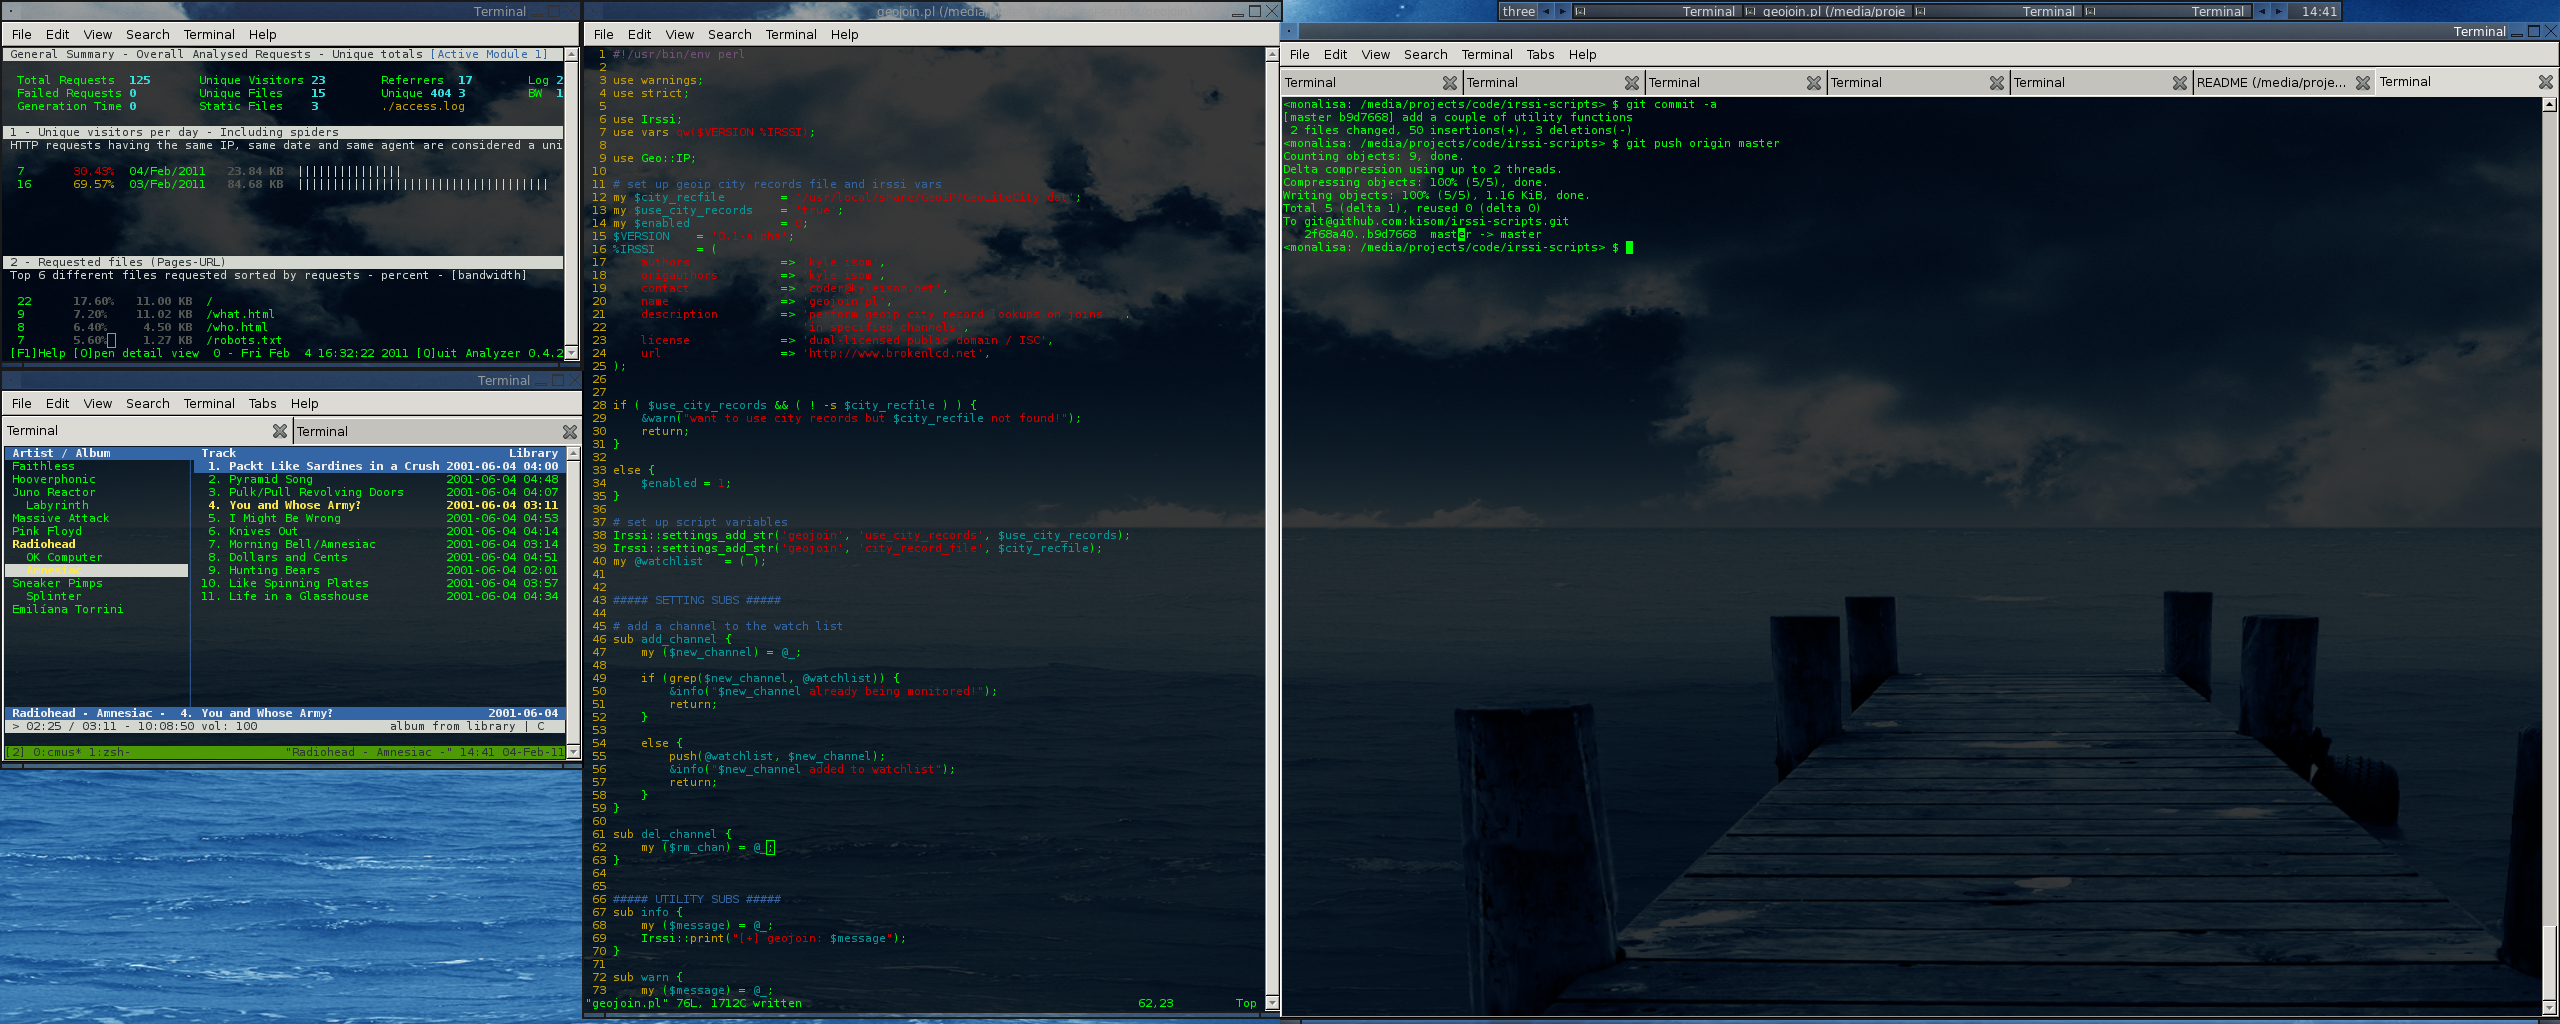 Terminal
File Edit View Search Terminal Help
General Summary - Overall Analysed Requests - Unique totals [Active Module 1]
Total Requests 125 Unique Visitors 23 Referrers 17 Log 2
Failed Requests 0 Unique Files 15 Unique 404 3 BW 1
Generation Time 0 Static Files 3 ./access.log
1 - Unique visitors per day - Including spiders
HTTP requests having the same IP, same date and same agent are considered a uni
7 30.43% 04/Feb/2011 23.84 KB |||||||||||||||
16 69.57% 03/Feb/2011 84.68 KB ||||||||||||||||||||||||||||||||||||
2 - Requested files (Pages-URL)
Top 6 different files requested sorted by requests - percent - [bandwidth]
22 17.60% 11.00 KB /
9 7.20% 11.02 KB /what.html
8 6.40% 4.50 KB /who.html
7 5.60% 1.27 KB /robots.txt
[F1]Help [O]pen detail view 0 - Fri Feb 4 16:32:22 2011 [Q]uit Analyzer 0.4.2
Terminal
File Edit View Search Terminal Tabs Help
Terminal Terminal
Artist / Album Track Library
Faithless 1. Packt Like Sardines in a Crush 2001-06-04 04:00
Hooverphonic 2. Pyramid Song 2001-06-04 04:48
Juno Reactor 3. Pulk/Pull Revolving Doors 2001-06-04 04:07
Labyrinth 4. You and Whose Army? 2001-06-04 03:11
Massive Attack 5. I Might Be Wrong 2001-06-04 04:53
Pink Floyd 6. Knives Out 2001-06-04 04:14
Radiohead 7. Morning Bell/Amnesiac 2001-06-04 03:14
OK Computer 8. Dollars and Cents 2001-06-04 04:51
Amnesiac 9. Hunting Bears 2001-06-04 02:01
Sneaker Pimps 10. Like Spinning Plates 2001-06-04 03:57
Splinter 11. Life in a Glasshouse 2001-06-04 04:34
Emilíana Torrini
Radiohead - Amnesiac - 4. You and Whose Army? 2001-06-04
> 02:25 / 03:11 - 10:08:50 vol: 100 album from library | C
[2] 0:cmus* 1:zsh- "Radiohead - Amnesiac -" 14:41 04-Feb-11
geojoin.pl (/media/p
File Edit View Search Terminal Help
1 #!/usr/bin/env perl
2
3 use warnings;
4 use strict;
5
6 use Irssi;
7 use vars qw($VERSION %IRSSI);
8
9 use Geo::IP;
10
11 # set up geoip city records file and irssi vars
12 my $city_recfile = '/usr/local/share/GeoIP/GeoLiteCity.dat';
13 my $use_city_records = 'true';
14 my $enabled = 0;
15 $VERSION = '0.1-alpha';
16 %IRSSI = (
17 authors => 'kyle isom',
18 origauthors => 'kyle isom',
19 contact => 'coder@kyleisom.net',
20 name => 'geojoin.pl',
21 description => 'perform geoip city record lookups on joins' .
22 'in specified channels',
23 license => 'dual-licensed public domain / ISC',
24 url => 'http://www.brokenlcd.net',
25 );
26
27
28 if ( $use_city_records && ( ! -s $city_recfile ) ) {
29 &warn("want to use city records but $city_recfile not found!");
30 return;
31 }
32
33 else {
34 $enabled = 1;
35 }
36
37 # set up script variables
38 Irssi::settings_add_str('geojoin', 'use_city_records', $use_city_records);
39 Irssi::settings_add_str('geojoin', 'city_record_file', $city_recfile);
40 my @watchlist = ( );
41
42
43 ##### SETTING SUBS #####
44
45 # add a channel to the watch list
46 sub add_channel {
47 my ($new_channel) = @_;
48
49 if (grep($new_channel, @watchlist)) {
50 &info("$new_channel already being monitored!");
51 return;
52 }
53
54 else {
55 push(@watchlist, $new_channel);
56 &info("$new_channel added to watchlist");
57 return;
58 }
59 }
60
61 sub del_channel {
62 my ($rm_chan) = @_;
63 }
64
65
66 ##### UTILITY SUBS #####
67 sub info {
68 my ($message) = @_;
69 Irssi::print("[+] geojoin: $message");
70 }
71
72 sub warn {
73 my ($message) = @_;
"geojoin.pl" 76L, 1712C written 62,23 Top
three Terminal geojoin.pl (/media/proje Terminal Terminal 14:41
Terminal
File Edit View Search Terminal Tabs Help
Terminal Terminal Terminal Terminal Terminal README (/media/proje... Terminal
<monalisa: /media/projects/code/irssi-scripts> $ git commit -a
[master b9d7668] add a couple of utility functions
2 files changed, 50 insertions(+), 3 deletions(-)
<monalisa: /media/projects/code/irssi-scripts> $ git push origin master
Counting objects: 9, done.
Delta compression using up to 2 threads.
Compressing objects: 100% (5/5), done.
Writing objects: 100% (5/5), 1.16 KiB, done.
Total 5 (delta 1), reused 0 (delta 0)
To git@github.com:kisom/irssi-scripts.git
2f68a40..b9d7668 master -> master
<monalisa: /media/projects/code/irssi-scripts> $